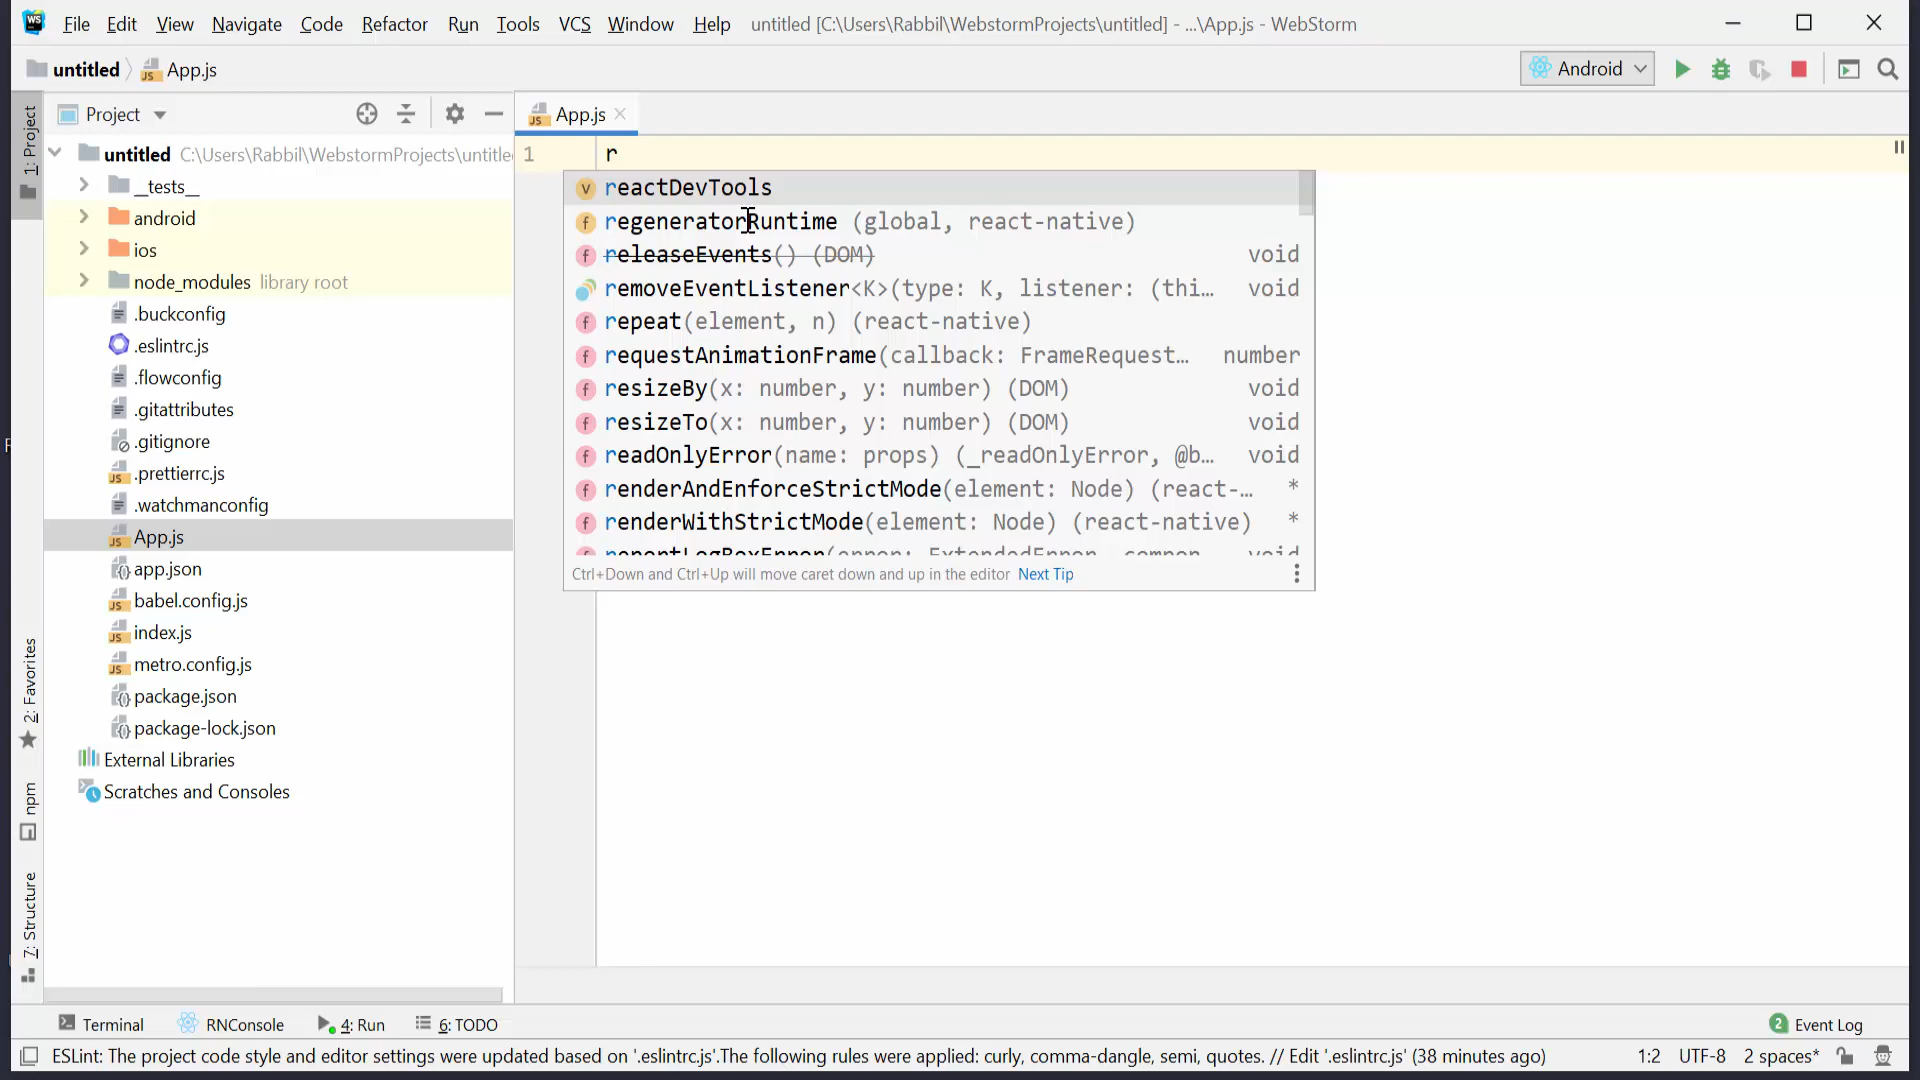 File Edit View Navigate Code Refactor Run Tools VCS Window Help untitled [C:\Users\Rabbil\WebstormProjects\untitled] - ...\App.js - WebStorm
untitled App.js Android
Project App.js
1: Project
untitled C:\Users\Rabbil\WebstormProjects\untitle
1 r
__tests__
android
ios
node_modules library root
.buckconfig
.eslintrc.js
.flowconfig
.gitattributes
.gitignore
.prettierrc.js
.watchmanconfig
App.js
app.json
babel.config.js
index.js
metro.config.js
package.json
package-lock.json
External Libraries
Scratches and Consoles
reactDevTools
regeneratorRuntime (global, react-native)
releaseEvents() (DOM) void
removeEventListener<K>(type: K, listener: (thi... void
repeat(element, n) (react-native)
requestAnimationFrame(callback: FrameRequest... number
resizeBy(x: number, y: number) (DOM) void
resizeTo(x: number, y: number) (DOM) void
readOnlyError(name: props) (_readOnlyError, @b... void
renderAndEnforceStrictMode(element: Node) (react-... *
renderWithStrictMode(element: Node) (react-native) *
reportLogBoxError(error: ExtendedError, compon... void
Ctrl+Down and Ctrl+Up will move caret down and up in the editor Next Tip
2: Favorites
npm
7: Structure
Terminal RNConsole 4: Run 6: TODO 2 Event Log
ESLint: The project code style and editor settings were updated based on '.eslintrc.js'.The following rules were applied: curly, comma-dangle, semi, quotes. // Edit '.eslintrc.js' (38 minutes ago) 1:2 UTF-8 2 spaces*